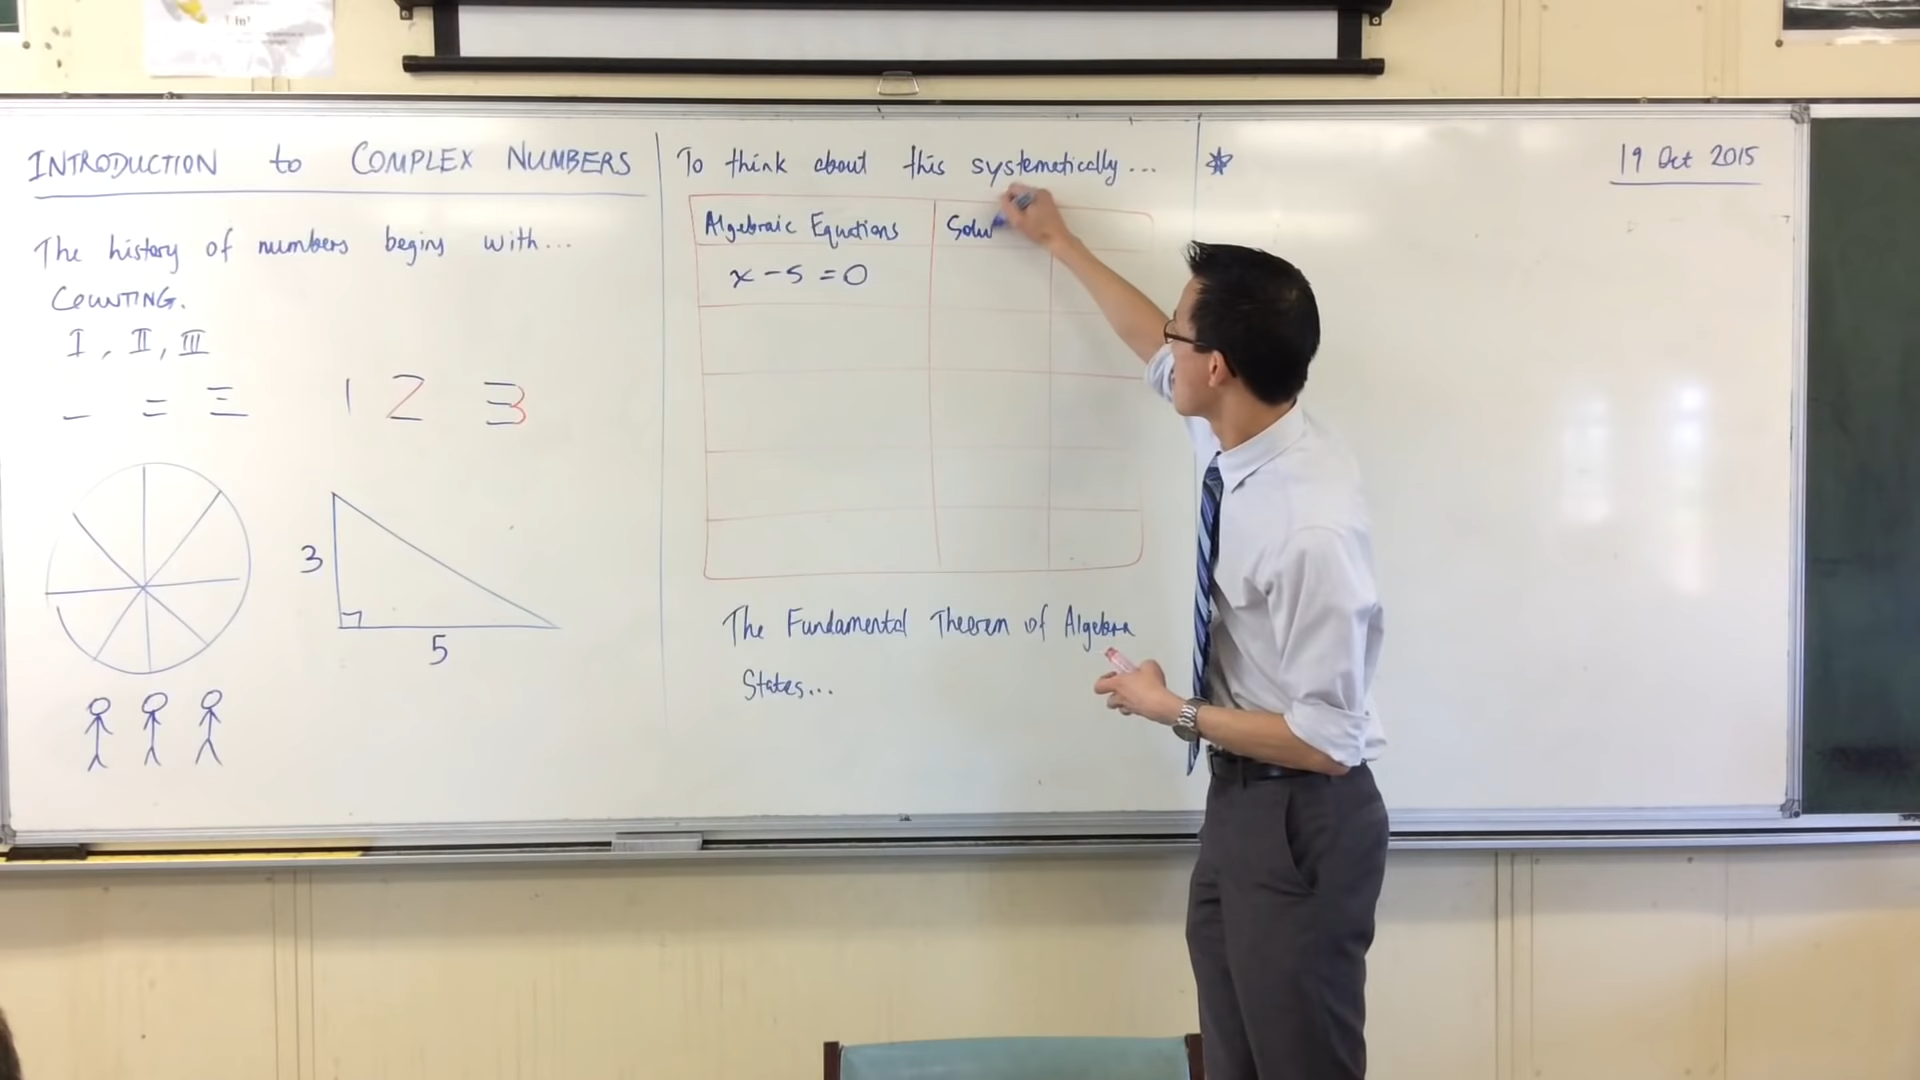 INTRODUCTION to COMPLEX NUMBERS
The history of numbers begins with...
COUNTING.
I, II, III
— = ≡ 1 2 3
3
5
To think about this systematically...
Algebraic Equations Solu
x - 5 = 0
The Fundamental Theorem of Algebra
States...
19 Oct 2015